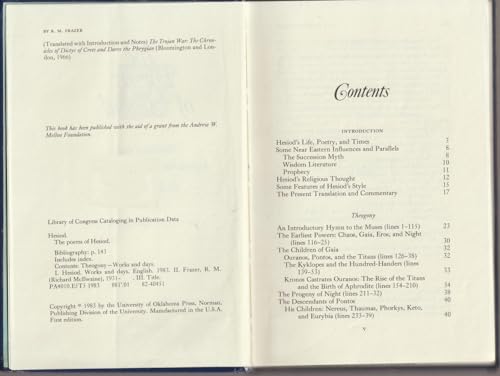 BY R. M. FRAZER
(Translated with Introduction and Notes) The Trojan War: The Chro-
nicles of Dictys of Crete and Dares the Phrygian (Bloomington and Lon-
don, 1966)
This book has been published with the aid of a grant from the Andrew W.
Mellon Foundation.
Library of Congress Cataloging in Publication Data
Hesiod.
The poems of Hesiod.
Bibliography: p. 141
Includes index.
Contents: Theogony—Works and days.
1. Hesiod. Works and days. English. 1983. II. Frazer, R. M.
(Richard McIlwaine), 1931- . III. Title.
PA4010.E5T5 1983 881'.01 82-40451
Copyright © 1983 by the University of Oklahoma Press, Norman,
Publishing Division of the University. Manufactured in the U.S.A.
First edition.
Contents
INTRODUCTION
Hesiod's Life, Poetry, and Times 3
Some Near Eastern Influences and Parallels 6
The Succession Myth 8
Wisdom Literature 10
Prophecy 11
Hesiod's Religious Thought 12
Some Features of Hesiod's Style 15
The Present Translation and Commentary 17
Theogony
An Introductory Hymn to the Muses (lines 1–115) 23
The Earliest Powers: Chaos, Gaia, Eros, and Night
(lines 116–25) 30
The Children of Gaia 32
Ouranos, Pontos, and the Titans (lines 126–38) 32
The Kyklopes and the Hundred-Handers (lines
139–53) 33
Kronos Castrates Ouranos: The Rise of the Titans
and the Birth of Aphrodite (lines 154–210) 34
The Progeny of Night (lines 211–32) 38
The Descendants of Pontos 40
His Children: Nereus, Thaumas, Phorkys, Keto,
and Eurybia (lines 233–39) 40
v